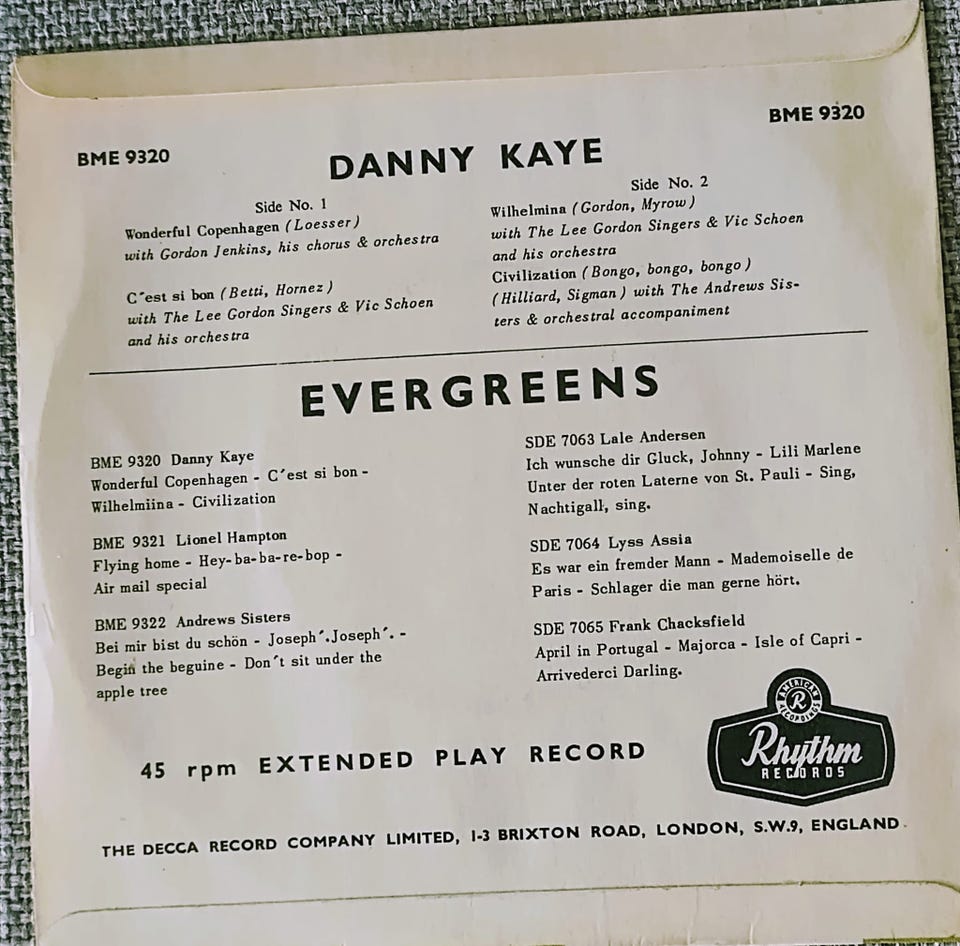 BME 9320
BME 9320
DANNY KAYE
Side No. 1
Wonderful Copenhagen (Loesser)
with Gordon Jenkins, his chorus & orchestra
C´est si bon (Betti, Hornez)
with The Lee Gordon Singers & Vic Schoen
and his orchestra
Side No. 2
Wilhelmina (Gordon, Myrow)
with The Lee Gordon Singers & Vic Schoen
and his orchestra
Civilization (Bongo, bongo, bongo)
(Hilliard, Sigman) with The Andrews Sis-
ters & orchestral accompaniment
EVERGREENS
BME 9320 Danny Kaye
Wonderful Copenhagen - C´est si bon -
Wilhelmiina - Civilization
BME 9321 Lionel Hampton
Flying home - Hey-ba-ba-re-bop -
Air mail special
BME 9322 Andrews Sisters
Bei mir bist du schön - Joseph´.Joseph´. -
Begin the beguine - Don´t sit under the
apple tree
SDE 7063 Lale Andersen
Ich wunsche dir Gluck, Johnny - Lili Marlene
Unter der roten Laterne von St. Pauli - Sing,
Nachtigall, sing.
SDE 7064 Lyss Assia
Es war ein fremder Mann - Mademoiselle de
Paris - Schlager die man gerne hört.
SDE 7065 Frank Chacksfield
April in Portugal - Majorca - Isle of Capri -
Arrivederci Darling.
AMERICAN
R
RECORDINGS
Rhythm
RECORDS
45 rpm EXTENDED PLAY RECORD
THE DECCA RECORD COMPANY LIMITED, 1-3 BRIXTON ROAD, LONDON, S.W.9, ENGLAND.